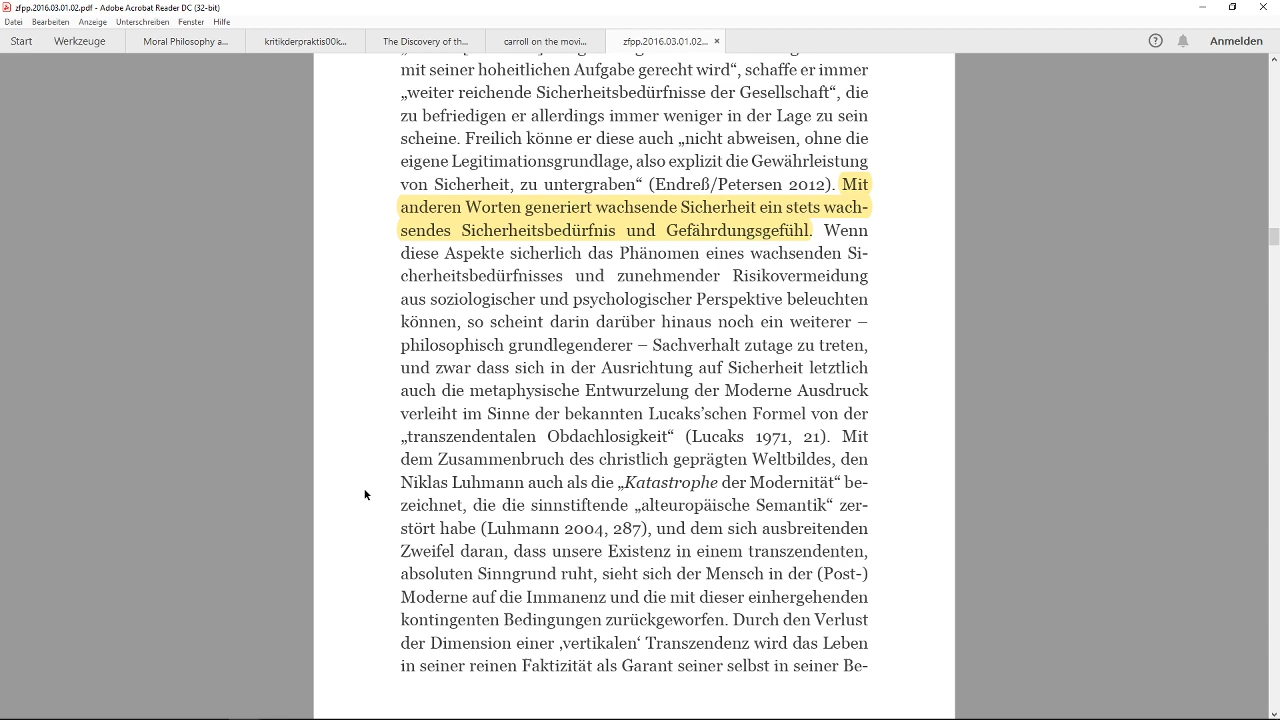 zfpp.2016.03.01.02.pdf - Adobe Acrobat Reader DC (32-bit)
Datei Bearbeiten Anzeige Unterschreiben Fenster Hilfe
Start Werkzeuge Moral Philosophy a... kritikderpraktis00k... The Discovery of th... carroll on the movi... zfpp.2016.03.01.02... × Anmelden
mit seiner hoheitlichen Aufgabe gerecht wird“, schaffe er immer
„weiter reichende Sicherheitsbedürfnisse der Gesellschaft“, die
zu befriedigen er allerdings immer weniger in der Lage zu sein
scheine. Freilich könne er diese auch „nicht abweisen, ohne die
eigene Legitimationsgrundlage, also explizit die Gewährleistung
von Sicherheit, zu untergraben“ (Endreß/Petersen 2012). Mit
anderen Worten generiert wachsende Sicherheit ein stets wach-
sendes Sicherheitsbedürfnis und Gefährdungsgefühl. Wenn
diese Aspekte sicherlich das Phänomen eines wachsenden Si-
cherheitsbedürfnisses und zunehmender Risikovermeidung
aus soziologischer und psychologischer Perspektive beleuchten
können, so scheint darin darüber hinaus noch ein weiterer –
philosophisch grundlegenderer – Sachverhalt zutage zu treten,
und zwar dass sich in der Ausrichtung auf Sicherheit letztlich
auch die metaphysische Entwurzelung der Moderne Ausdruck
verleiht im Sinne der bekannten Lucaks’schen Formel von der
„transzendentalen Obdachlosigkeit“ (Lucaks 1971, 21). Mit
dem Zusammenbruch des christlich geprägten Weltbildes, den
Niklas Luhmann auch als die „Katastrophe der Modernität“ be-
zeichnet, die die sinnstiftende „alteuropäische Semantik“ zer-
stört habe (Luhmann 2004, 287), und dem sich ausbreitenden
Zweifel daran, dass unsere Existenz in einem transzendenten,
absoluten Sinngrund ruht, sieht sich der Mensch in der (Post-)
Moderne auf die Immanenz und die mit dieser einhergehenden
kontingenten Bedingungen zurückgeworfen. Durch den Verlust
der Dimension einer ‚vertikalen‘ Transzendenz wird das Leben
in seiner reinen Faktizität als Garant seiner selbst in seiner Be-